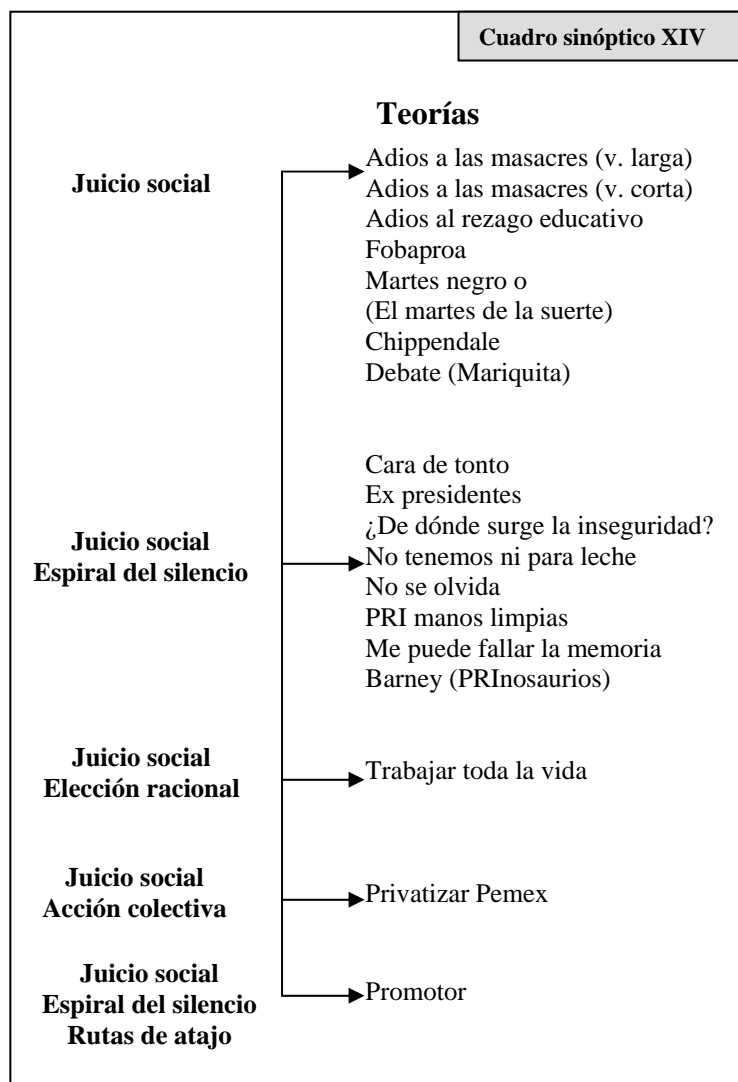 Cuadro sinóptico XIV
Teorías
Juicio social
Adios a las masacres (v. larga)
Adios a las masacres (v. corta)
Adios al rezago educativo
Fobaproa
Martes negro o
(El martes de la suerte)
Chippendale
Debate (Mariquita)
Juicio social
Espiral del silencio
Cara de tonto
Ex presidentes
¿De dónde surge la inseguridad?
No tenemos ni para leche
No se olvida
PRI manos limpias
Me puede fallar la memoria
Barney (PRInosaurios)
Juicio social
Elección racional
Trabajar toda la vida
Juicio social
Acción colectiva
Privatizar Pemex
Juicio social
Espiral del silencio
Rutas de atajo
Promotor